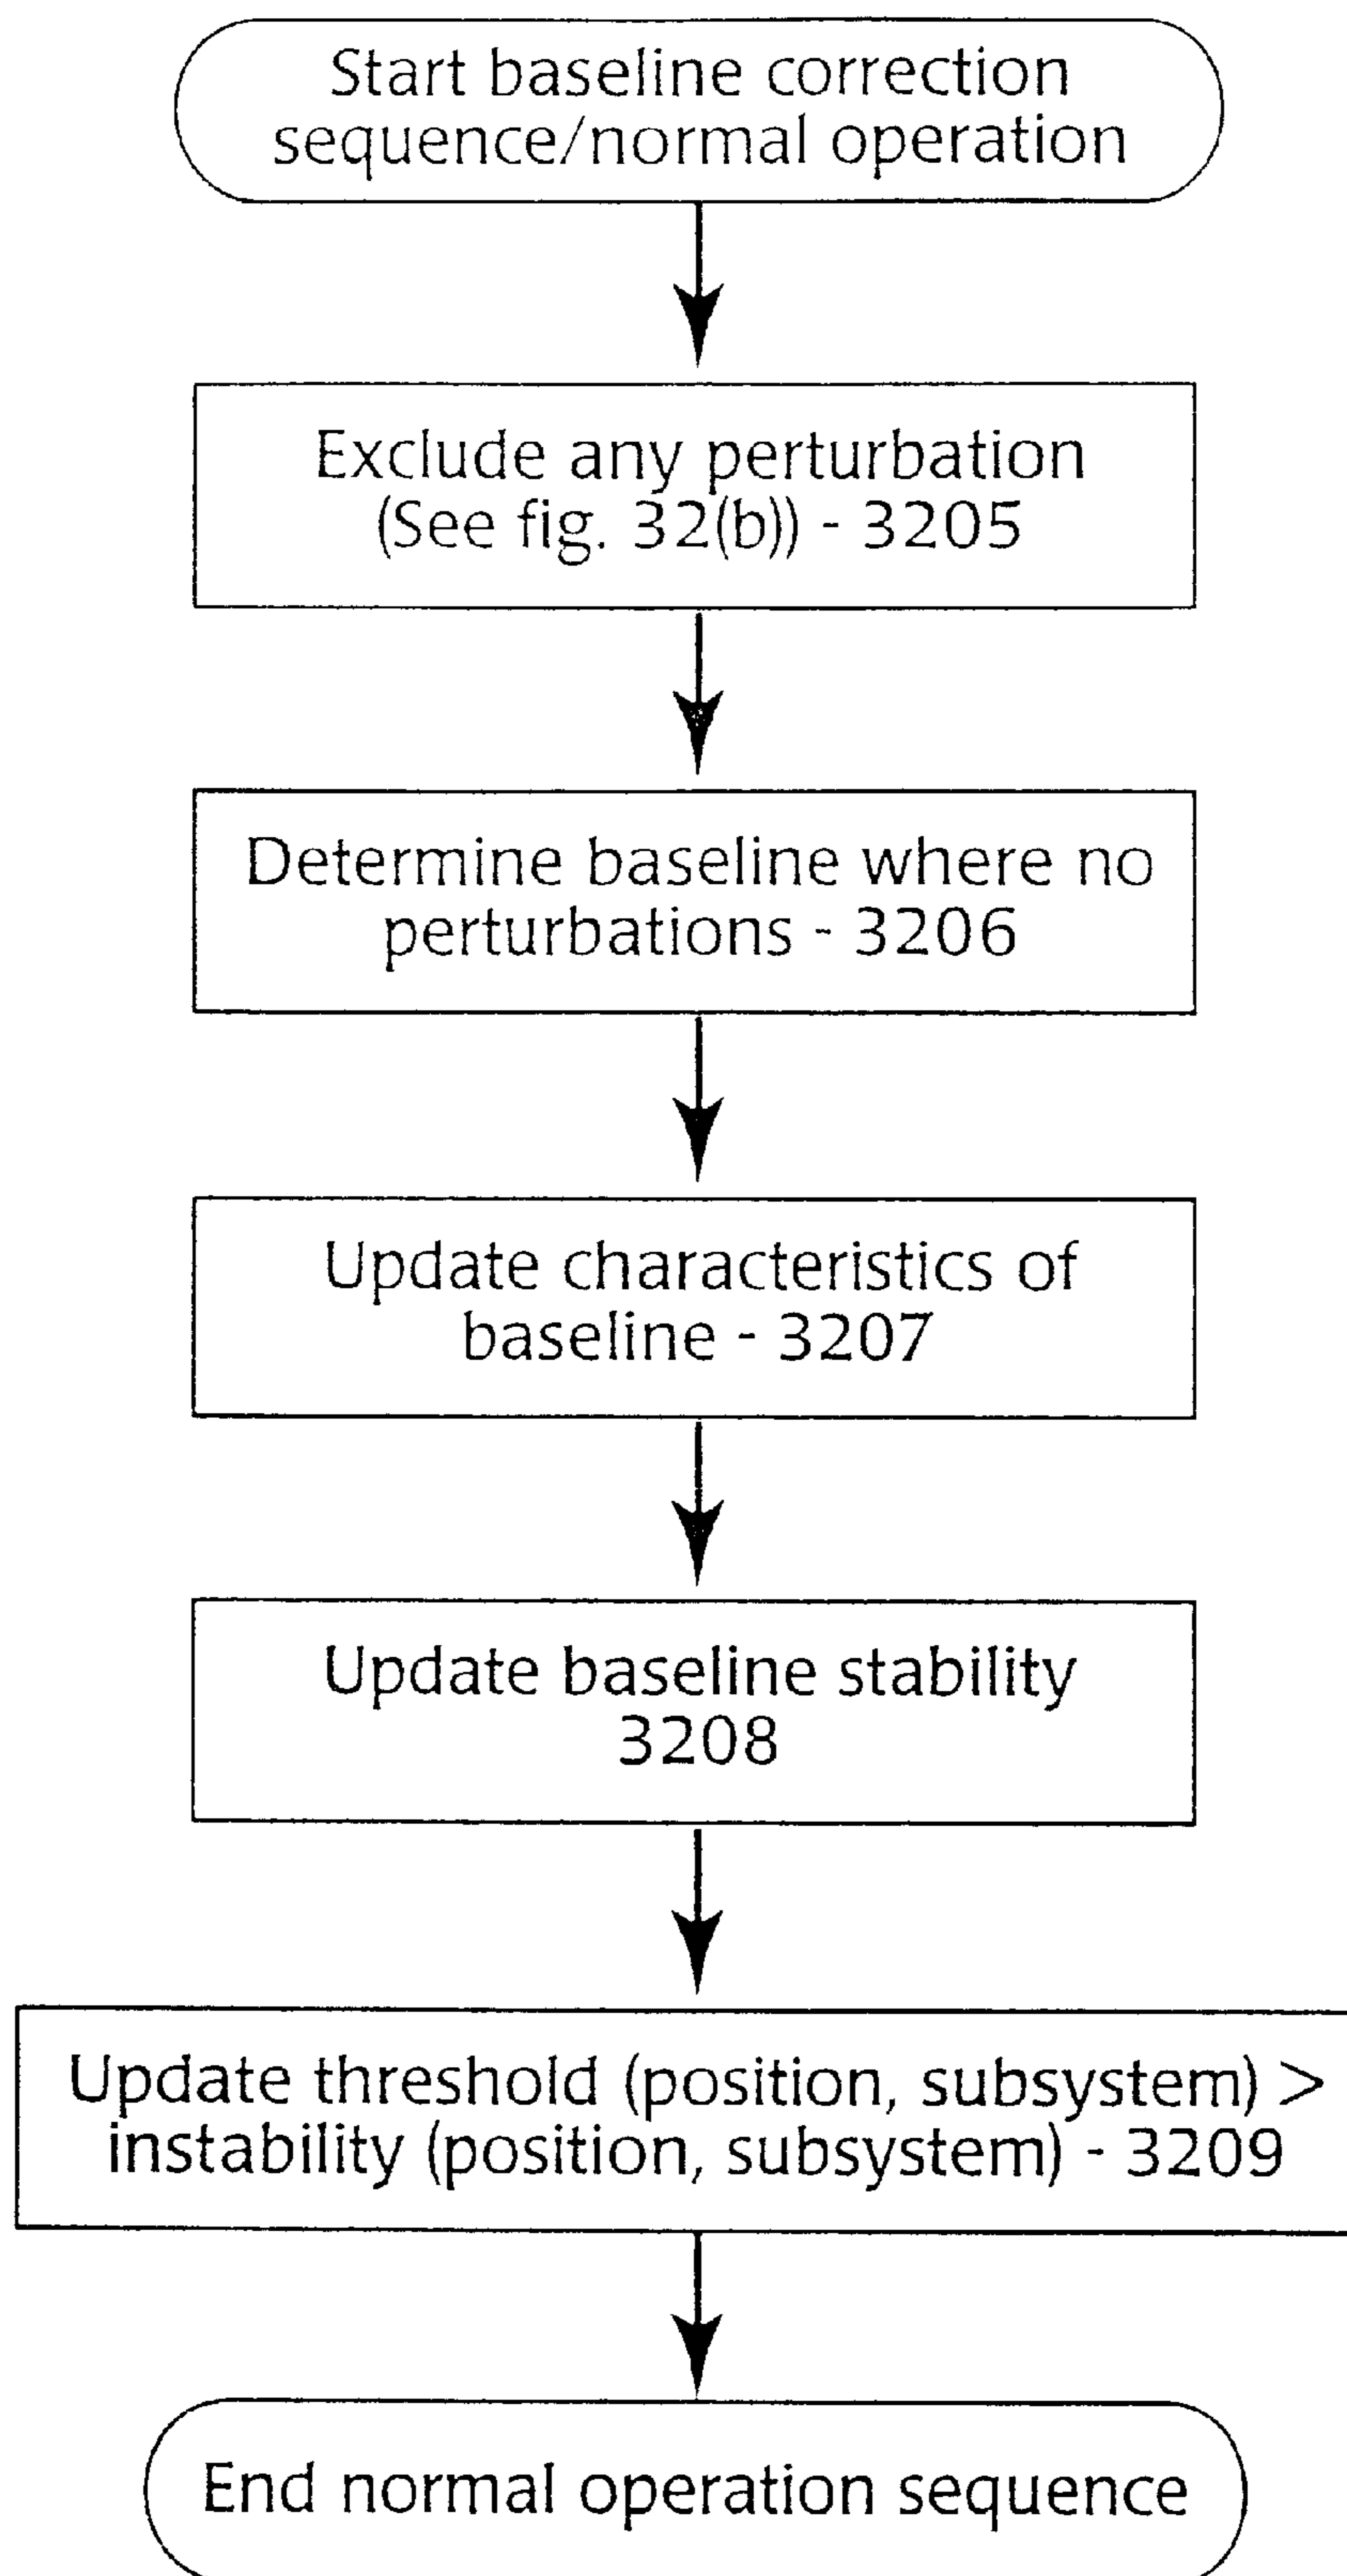 Start baseline correction
sequence/normal operation
Exclude any perturbation
(See fig. 32(b)) - 3205
Determine baseline where no
perturbations - 3206
Update characteristics of
baseline - 3207
Update baseline stability
3208
Update threshold (position, subsystem) >
instability (position, subsystem) - 3209
End normal operation sequence